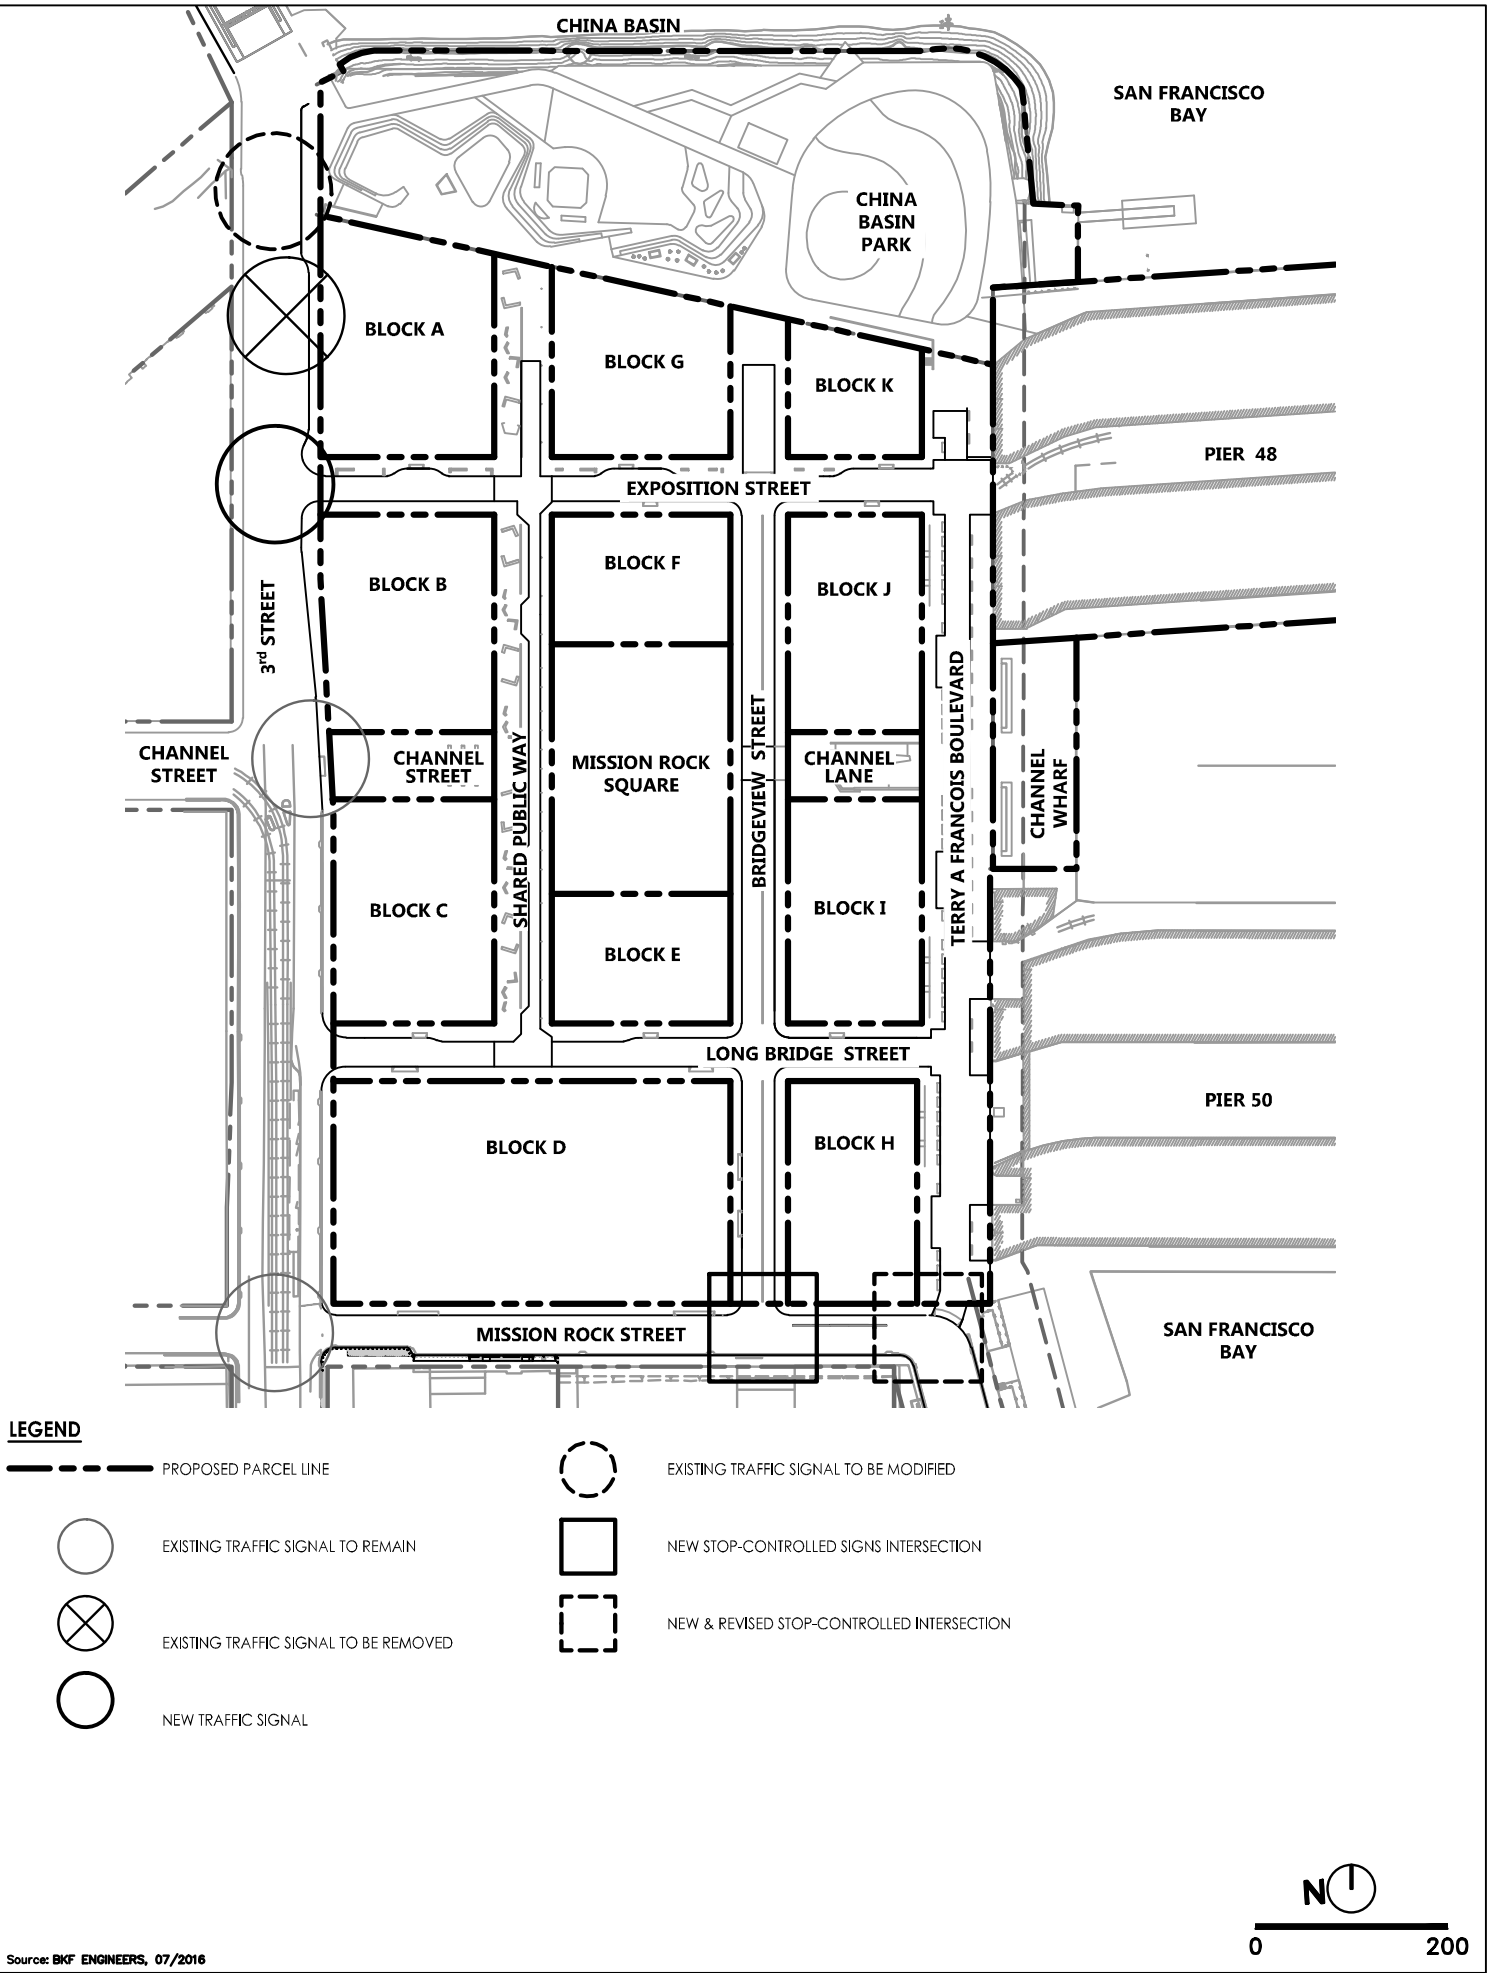 CHINA BASIN
SAN FRANCISCO
BAY
CHINA
BASIN
PARK
BLOCK A
BLOCK G
BLOCK K
PIER 48
EXPOSITION STREET
BLOCK B
BLOCK F
BLOCK J
3rd STREET
CHANNEL
STREET
CHANNEL
STREET
SHARED PUBLIC WAY
MISSION ROCK
SQUARE
BRIDGEVIEW STREET
CHANNEL
LANE
TERRY A FRANCOIS BOULEVARD
CHANNEL
WHARF
BLOCK C
BLOCK E
BLOCK I
LONG BRIDGE STREET
PIER 50
BLOCK D
BLOCK H
MISSION ROCK STREET
SAN FRANCISCO
BAY
LEGEND
PROPOSED PARCEL LINE
EXISTING TRAFFIC SIGNAL TO REMAIN
EXISTING TRAFFIC SIGNAL TO BE REMOVED
NEW TRAFFIC SIGNAL
EXISTING TRAFFIC SIGNAL TO BE MODIFIED
NEW STOP-CONTROLLED SIGNS INTERSECTION
NEW & REVISED STOP-CONTROLLED INTERSECTION
N
0 200
Source: BKF ENGINEERS, 07/2016